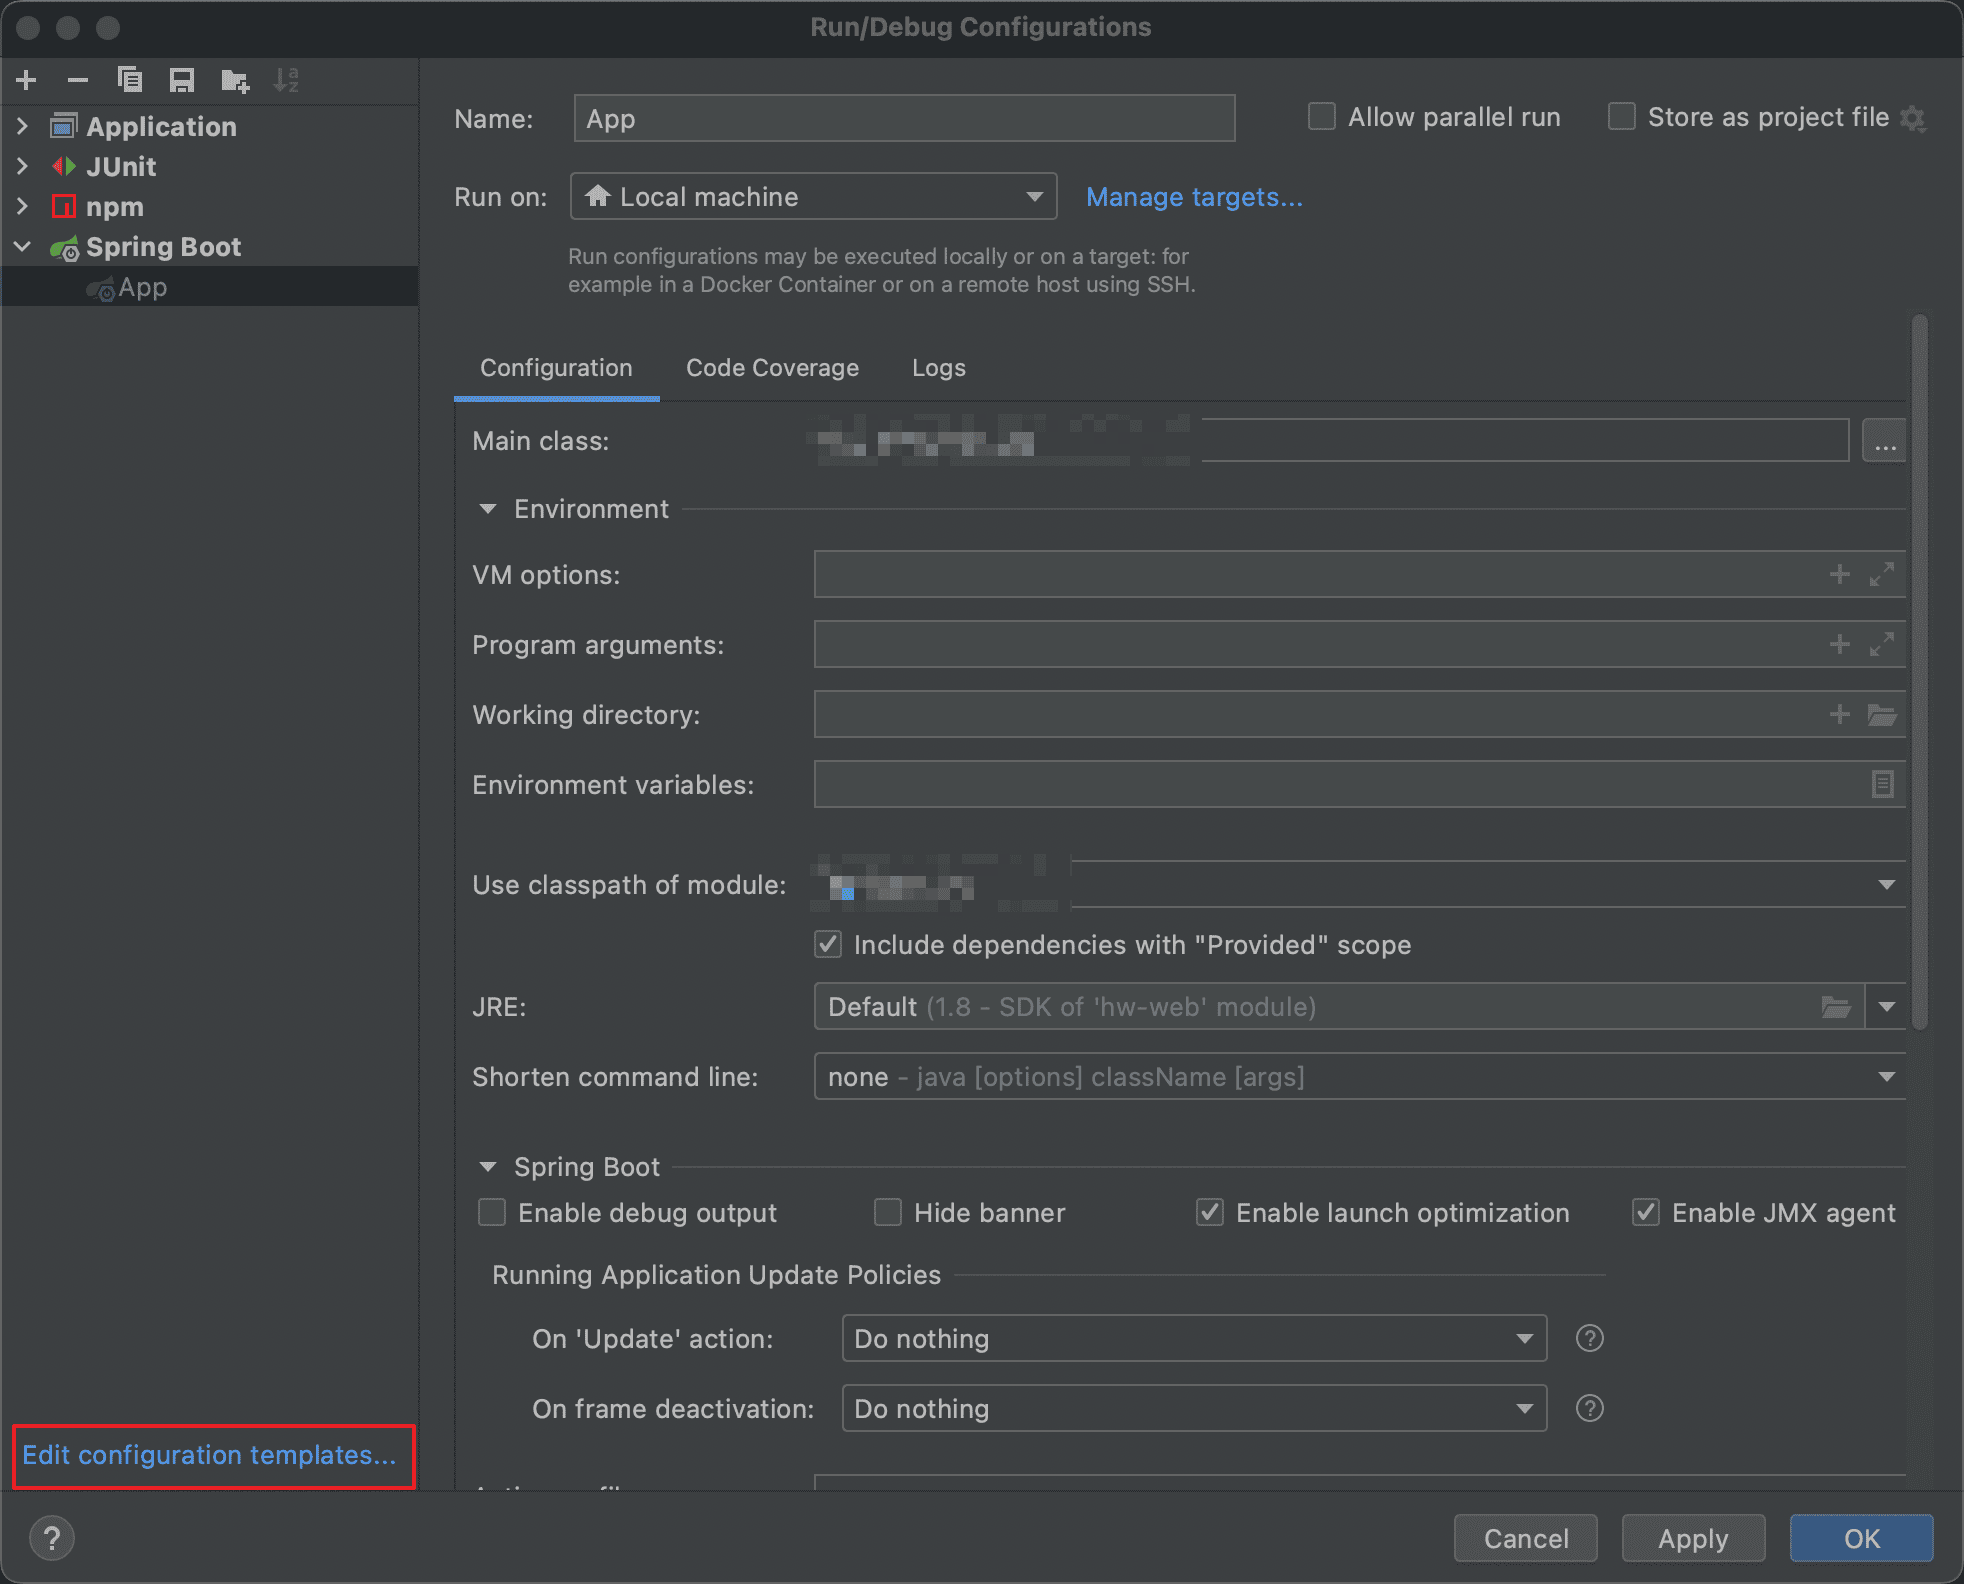 Run/Debug Configurations
Application
JUnit
npm
Spring Boot
App
Edit configuration templates...
Name: App
Allow parallel run
Store as project file
Run on: Local machine
Manage targets...
Run configurations may be executed locally or on a target: for
example in a Docker Container or on a remote host using SSH.
Configuration Code Coverage Logs
Main class:
...
Environment
VM options:
Program arguments:
Working directory:
Environment variables:
Use classpath of module:
Include dependencies with "Provided" scope
JRE: Default (1.8 - SDK of 'hw-web' module)
Shorten command line: none - java [options] className [args]
Spring Boot
Enable debug output Hide banner Enable launch optimization Enable JMX agent
Running Application Update Policies
On 'Update' action: Do nothing ?
On frame deactivation: Do nothing ?
? Cancel Apply OK